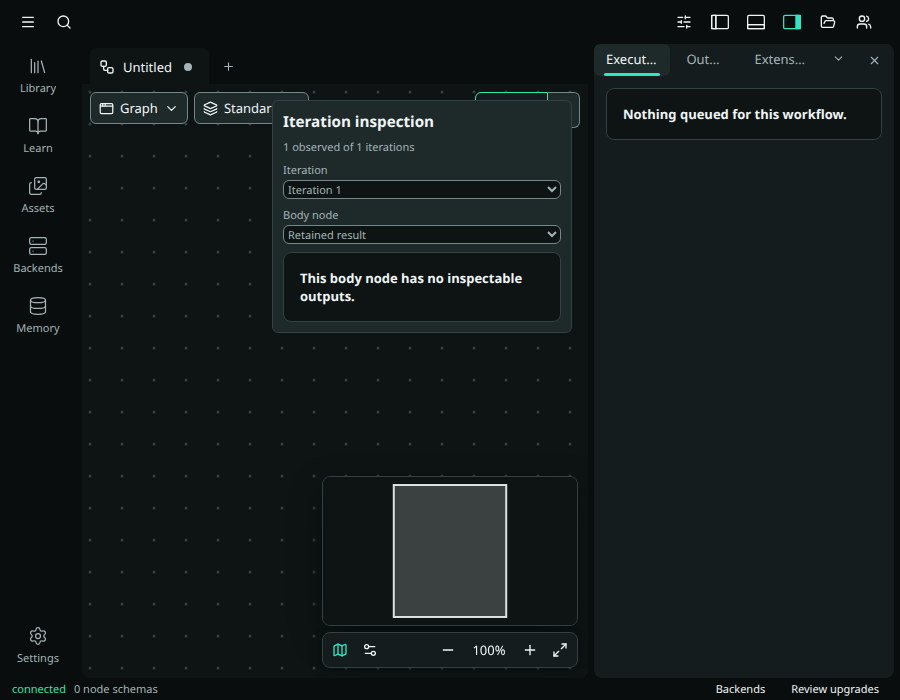 Library
Learn
Assets
Backends
Memory
Settings
Untitled
Graph
Standar
Iteration inspection
1 observed of 1 iterations
Iteration
Iteration 1
Body node
Retained result
This body node has no inspectable
outputs.
100%
Execut... Out... Extens...
Nothing queued for this workflow.
connected 0 node schemas
Backends Review upgrades